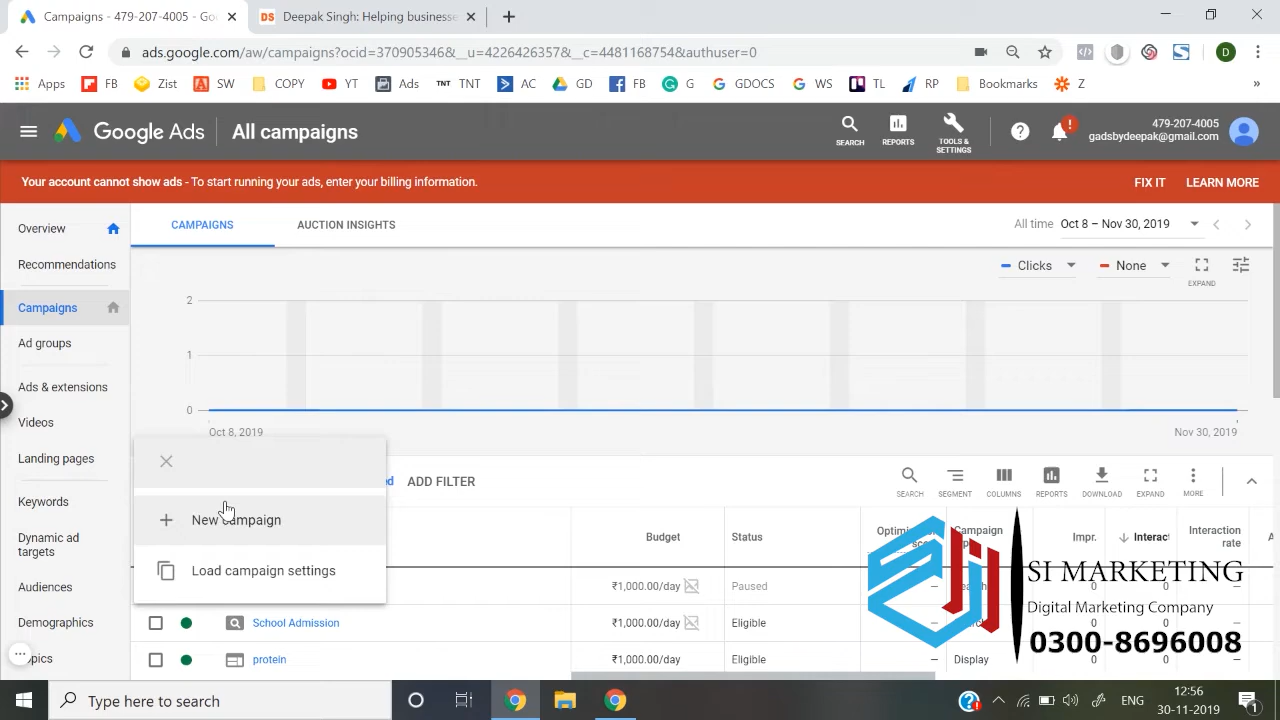 Campaigns - 479-207-4005 - Goo
Deepak Singh: Helping businesse
ads.google.com/aw/campaigns?ocid=370905346&__u=4226426357&__c=4481168754&authuser=0
D
Apps FB Zist SW COPY YT Ads TNT TNT AC GD FB G GDOCS WS TL RP Bookmarks Z »
Google Ads All campaigns
SEARCH REPORTS TOOLS & SETTINGS
479-207-4005
gadsbydeepak@gmail.com
Your account cannot show ads - To start running your ads, enter your billing information. FIX IT LEARN MORE
Overview
Recommendations
Campaigns
Ad groups
Ads & extensions
Videos
Landing pages
Keywords
Dynamic ad
targets
Audiences
Demographics
CAMPAIGNS AUCTION INSIGHTS All time Oct 8 – Nov 30, 2019
Clicks None EXPAND
2
1
0
Oct 8, 2019 Nov 30, 2019
ADD FILTER SEARCH SEGMENT COLUMNS REPORTS DOWNLOAD EXPAND MORE
New campaign
Load campaign settings
Budget Status Campaign Impr. Interaction
rate
₹1,000.00/day Paused
School Admission ₹1,000.00/day Eligible 0 0 –
protein ₹1,000.00/day Eligible – Display 0 0 –
SI MARKETING
Digital Marketing Company
0300-8696008
Type here to search
ENG
12:56
30-11-2019
1